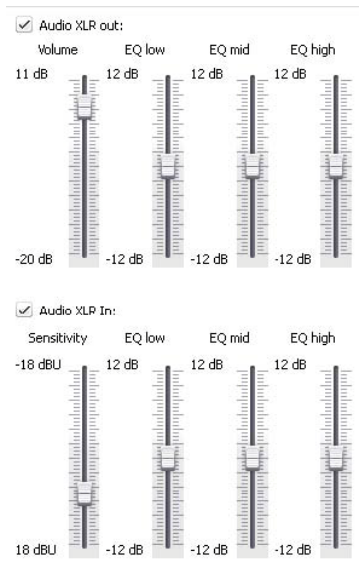 Audio XLR out:
Volume EQ low EQ mid EQ high
11 dB 12 dB 12 dB 12 dB
-20 dB -12 dB -12 dB -12 dB
Audio XLR In:
Sensitivity EQ low EQ mid EQ high
-18 dBU 12 dB 12 dB 12 dB
18 dBU -12 dB -12 dB -12 dB